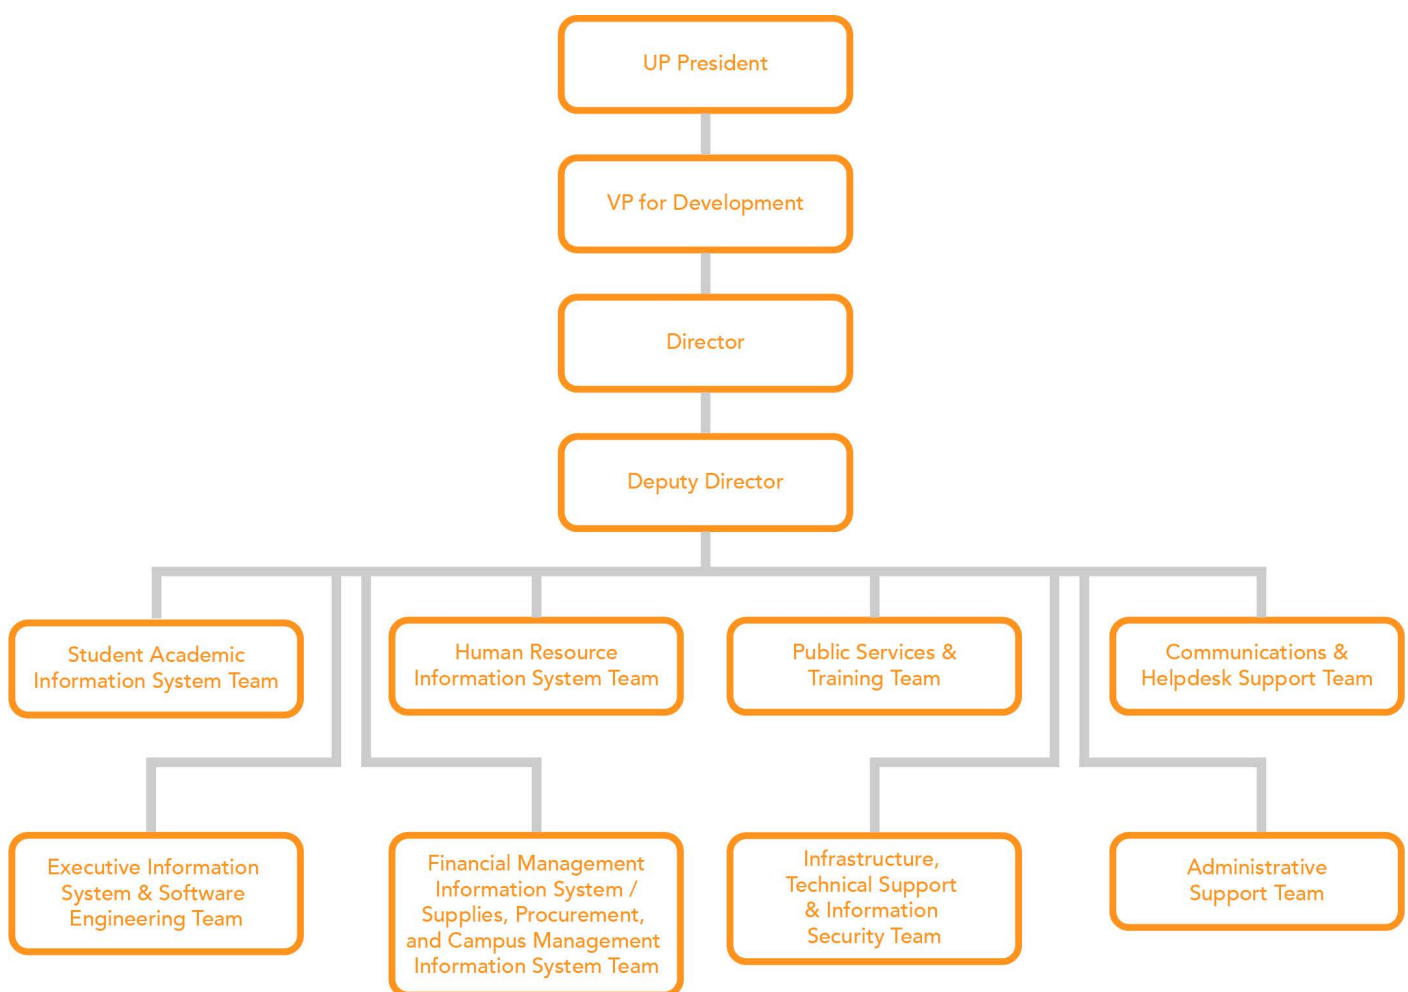 UP President
VP for Development
Director
Deputy Director
Student Academic
Information System Team
Human Resource
Information System Team
Public Services &
Training Team
Communications &
Helpdesk Support Team
Executive Information
System & Software
Engineering Team
Financial Management
Information System /
Supplies, Procurement,
and Campus Management
Information System Team
Infrastructure,
Technical Support
& Information
Security Team
Administrative
Support Team